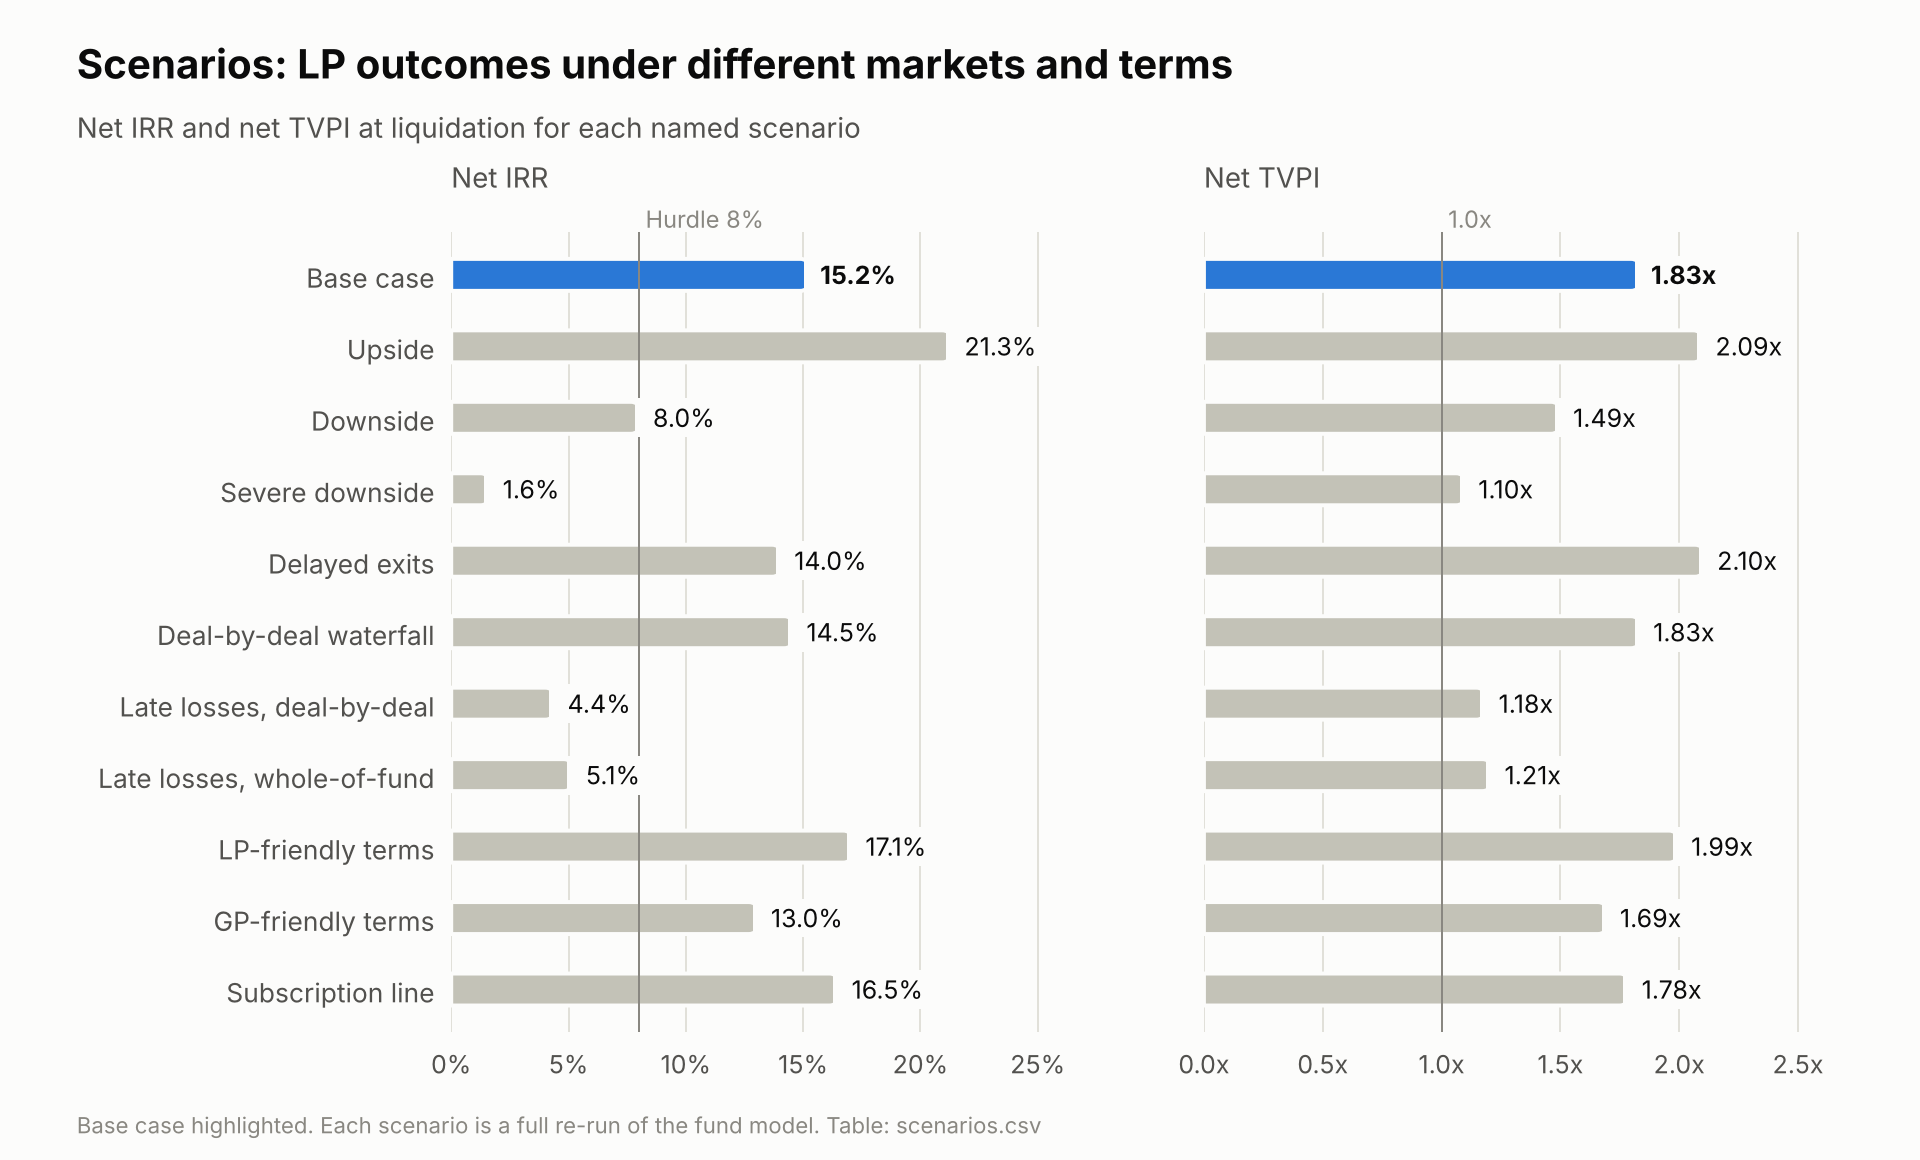 Scenarios: LP outcomes under different markets and terms
Net IRR and net TVPI at liquidation for each named scenario
Net IRR
Net TVPI
Hurdle 8%
1.0x
Base case 15.2% 1.83x
Upside 21.3% 2.09x
Downside 8.0% 1.49x
Severe downside 1.6% 1.10x
Delayed exits 14.0% 2.10x
Deal-by-deal waterfall 14.5% 1.83x
Late losses, deal-by-deal 4.4% 1.18x
Late losses, whole-of-fund 5.1% 1.21x
LP-friendly terms 17.1% 1.99x
GP-friendly terms 13.0% 1.69x
Subscription line 16.5% 1.78x
0% 5% 10% 15% 20% 25%
0.0x 0.5x 1.0x 1.5x 2.0x 2.5x
Base case highlighted. Each scenario is a full re-run of the fund model. Table: scenarios.csv